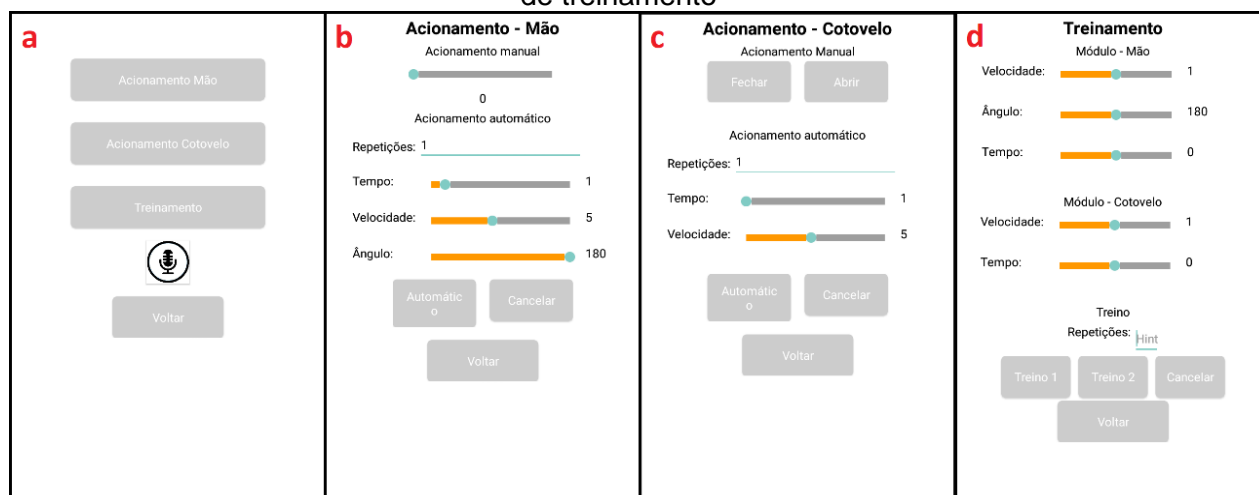 de treinamento
a
Acionamento Mão
Acionamento Cotovelo
Treinamento
Voltar
b
Acionamento - Mão
Acionamento manual
0
Acionamento automático
Repetições: 1
Tempo: 1
Velocidade: 5
Ângulo: 180
Automátic
o
Cancelar
Voltar
c
Acionamento - Cotovelo
Acionamento Manual
Fechar Abrir
Acionamento automático
Repetições: 1
Tempo: 1
Velocidade: 5
Automátic
o
Cancelar
Voltar
d
Treinamento
Módulo - Mão
Velocidade: 1
Ângulo: 180
Tempo: 0
Módulo - Cotovelo
Velocidade: 1
Tempo: 0
Treino
Repetições: Hint
Treino 1 Treino 2 Cancelar
Voltar